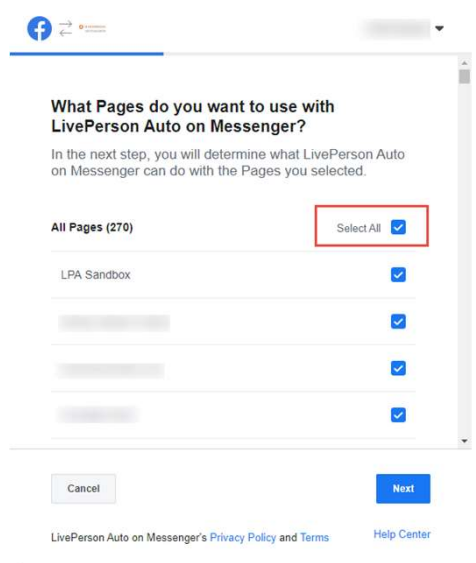 What Pages do you want to use with
LivePerson Auto on Messenger?
In the next step, you will determine what LivePerson Auto
on Messenger can do with the Pages you selected.
All Pages (270) Select All
LPA Sandbox
Cancel Next
LivePerson Auto on Messenger's Privacy Policy and Terms Help Center